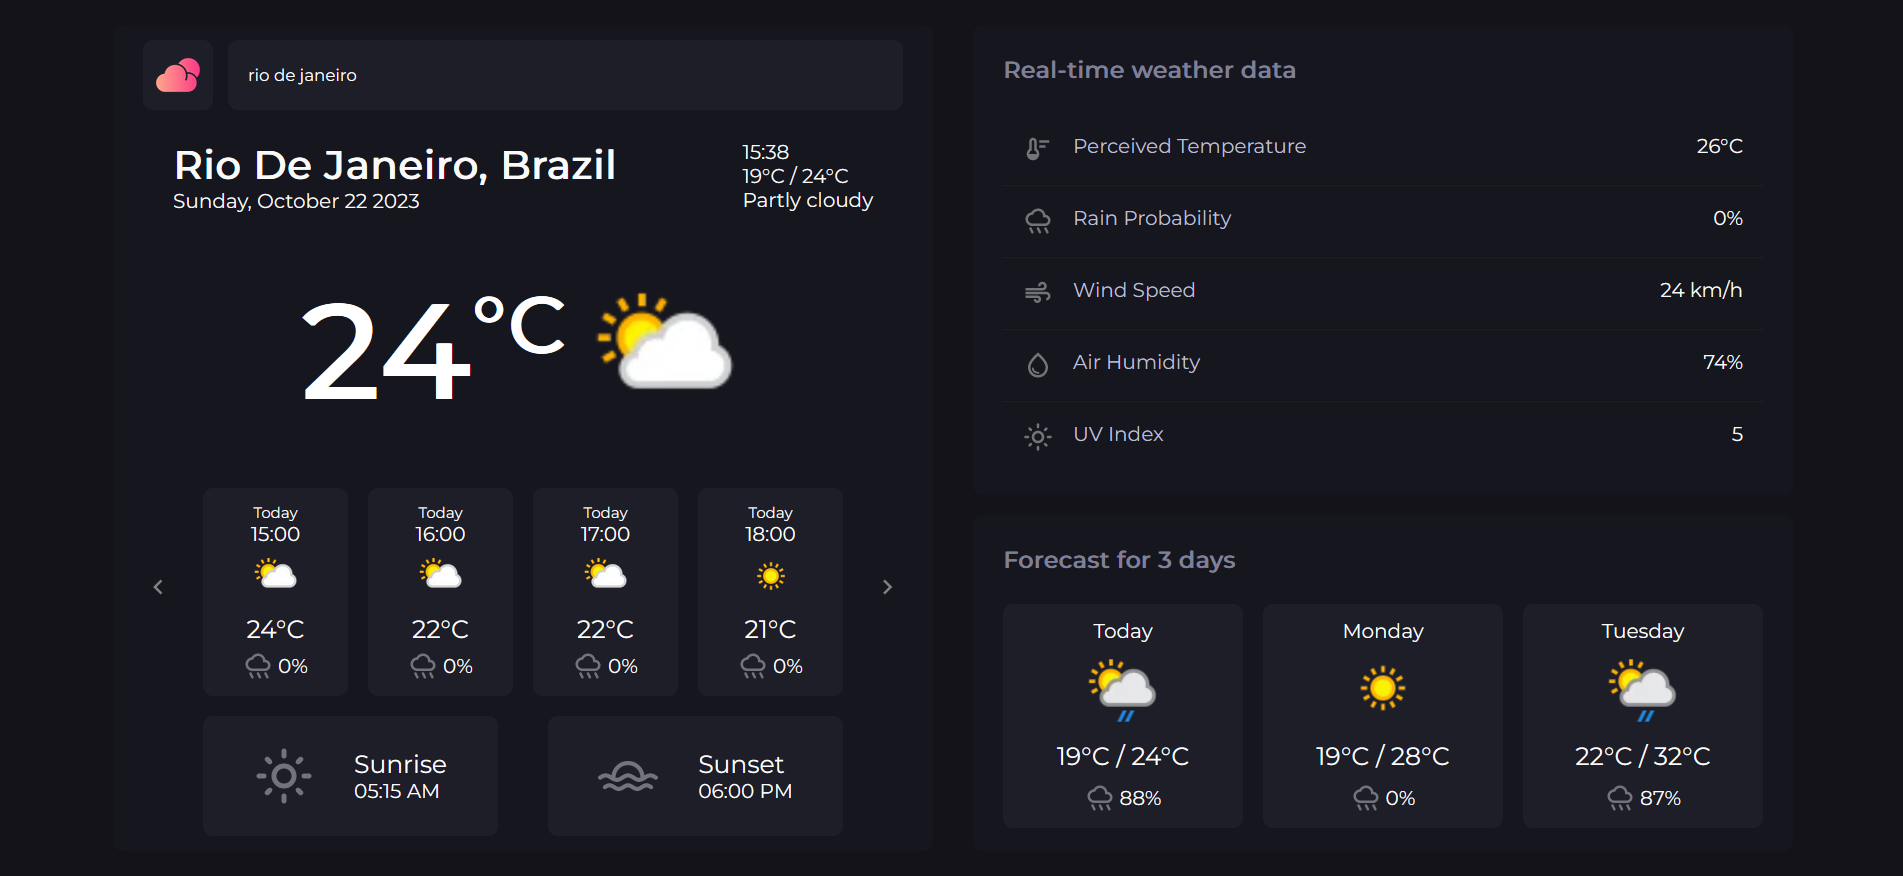 rio de janeiro
Rio De Janeiro, Brazil
Sunday, October 22 2023
15:38
19°C / 24°C
Partly cloudy
24°C
Today
15:00
24°C
0%
Today
16:00
22°C
0%
Today
17:00
22°C
0%
Today
18:00
21°C
0%
Sunrise
05:15 AM
Sunset
06:00 PM
Real-time weather data
Perceived Temperature 26°C
Rain Probability 0%
Wind Speed 24 km/h
Air Humidity 74%
UV Index 5
Forecast for 3 days
Today
19°C / 24°C
88%
Monday
19°C / 28°C
0%
Tuesday
22°C / 32°C
87%